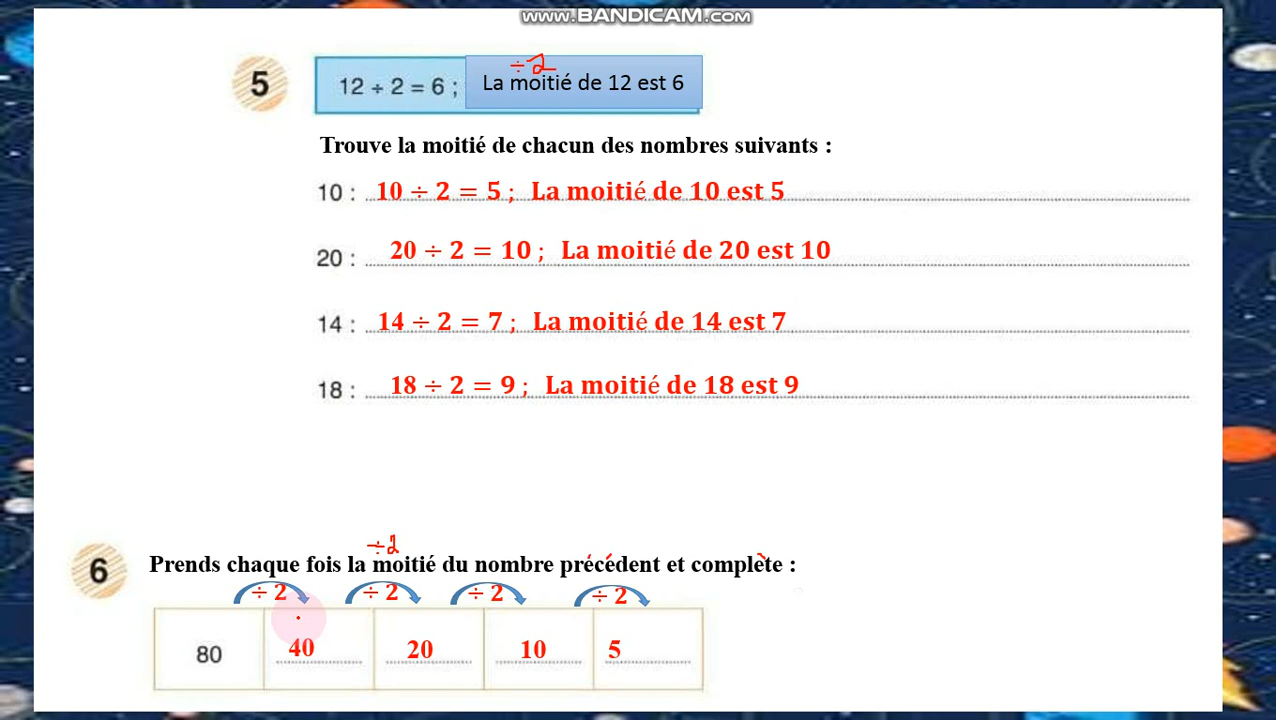 www.BANDICAM.com
÷2
5 12 ÷ 2 = 6 ; La moitié de 12 est 6
Trouve la moitié de chacun des nombres suivants :
10 : 10 ÷ 2 = 5 ; La moitié de 10 est 5
20 : 20 ÷ 2 = 10 ; La moitié de 20 est 10
14 : 14 ÷ 2 = 7 ; La moitié de 14 est 7
18 : 18 ÷ 2 = 9 ; La moitié de 18 est 9
÷2
6 Prends chaque fois la moitié du nombre précédent et complète :
÷ 2 ÷ 2 ÷ 2 ÷ 2
80 40 20 10 5